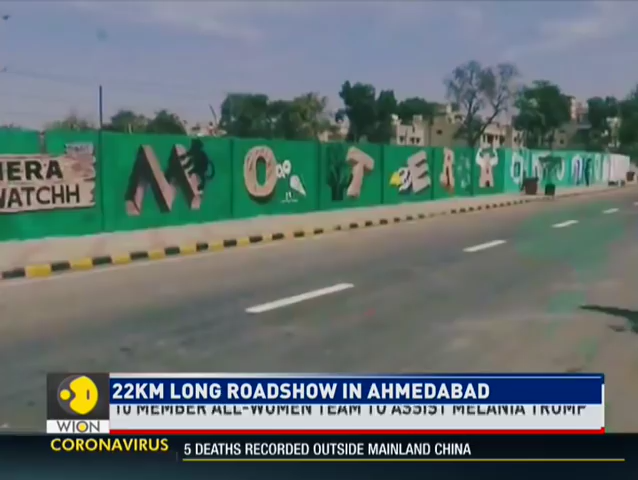 WATCHH
MOTERA
22KM LONG ROADSHOW IN AHMEDABAD
10 MEMBER ALL-WOMEN TEAM TO ASSIST MELANIA TRUMP
WION
CORONAVIRUS
5 DEATHS RECORDED OUTSIDE MAINLAND CHINA